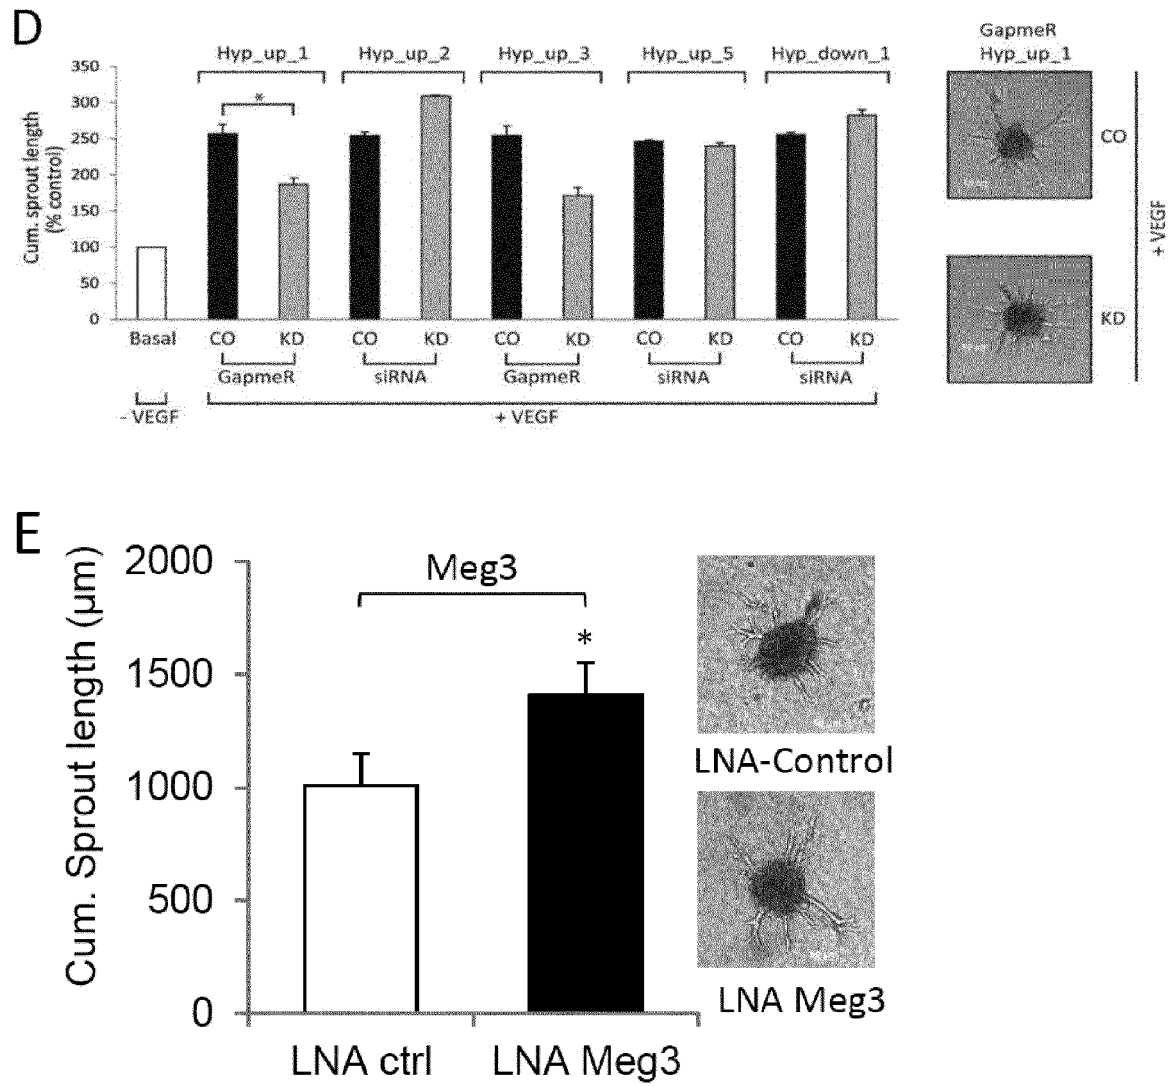 D
Cum. sprout length
(% control)
350
300
250
200
150
100
50
0
Hyp_up_1 Hyp_up_2 Hyp_up_3 Hyp_up_5 Hyp_down_1
*
Basal CO KD CO KD CO KD CO KD CO KD
GapmeR siRNA GapmeR siRNA siRNA
- VEGF + VEGF
GapmeR
Hyp_up_1
CO
KD
+ VEGF
E
Cum. Sprout length (µm)
2000
1500
1000
500
0
Meg3
*
LNA ctrl LNA Meg3
LNA-Control
LNA Meg3